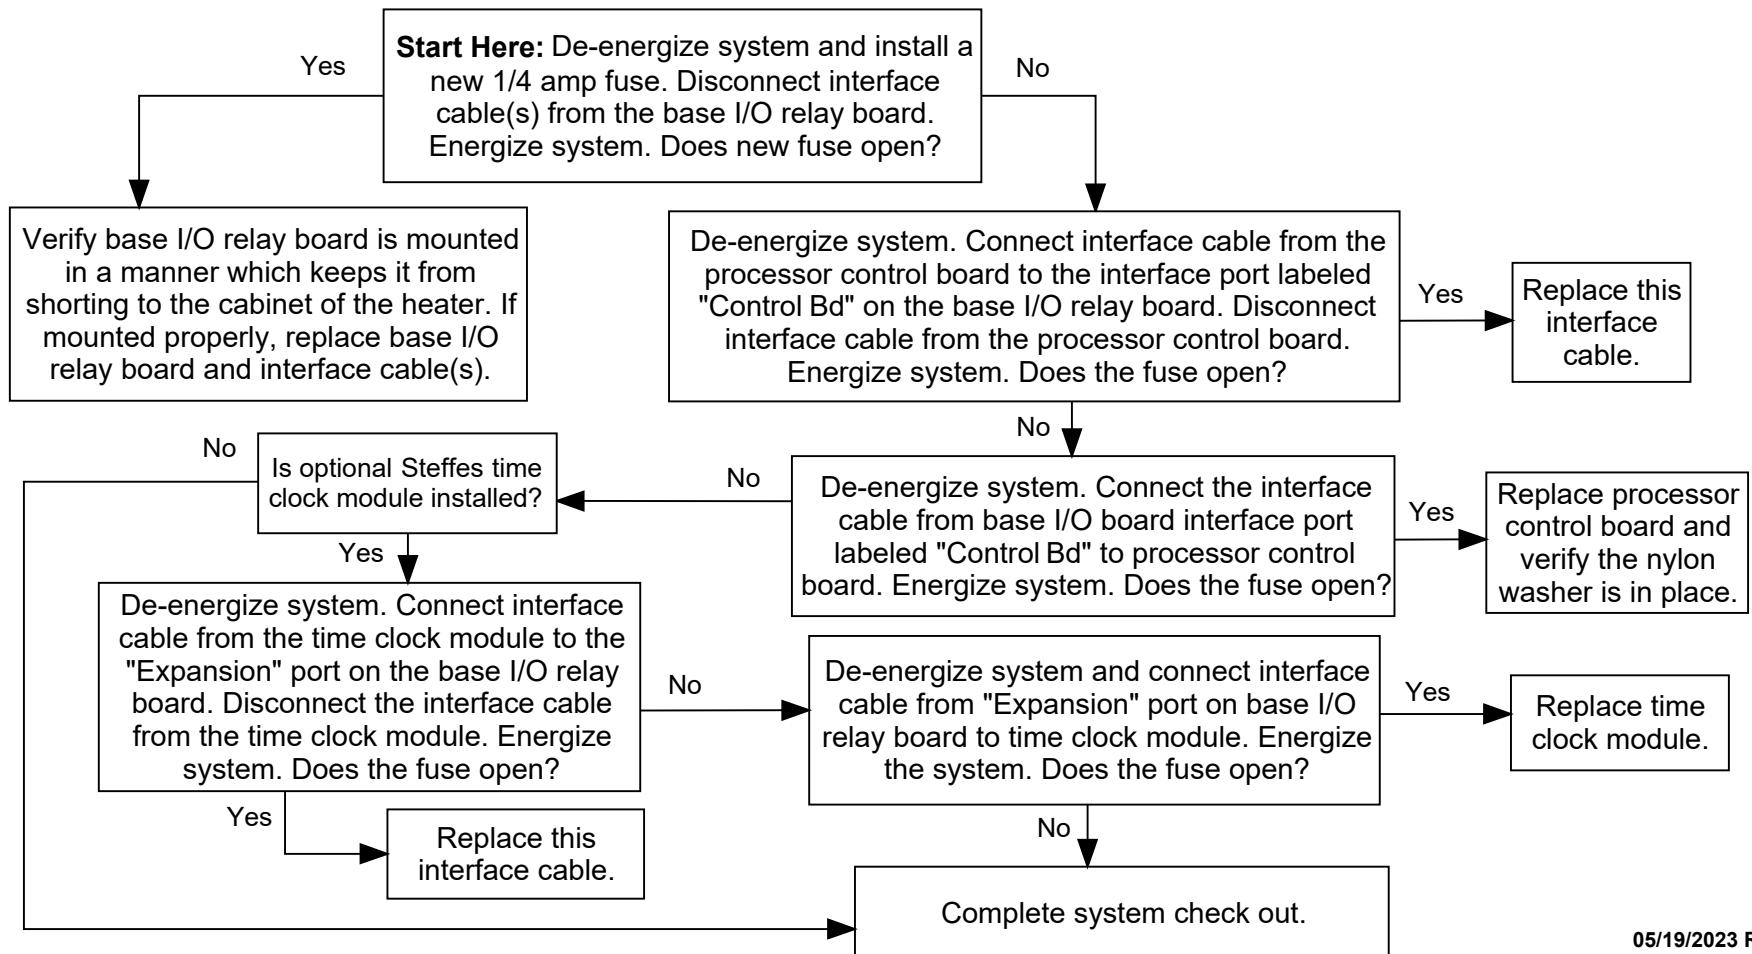 Start Here: De-energize system and install a
new 1/4 amp fuse. Disconnect interface
cable(s) from the base I/O relay board.
Energize system. Does new fuse open?
Yes
No
Verify base I/O relay board is mounted
in a manner which keeps it from
shorting to the cabinet of the heater. If
mounted properly, replace base I/O
relay board and interface cable(s).
De-energize system. Connect interface cable from the
processor control board to the interface port labeled
"Control Bd" on the base I/O relay board. Disconnect
interface cable from the processor control board.
Energize system. Does the fuse open?
Yes
Replace this
interface
cable.
No
De-energize system. Connect the interface
cable from base I/O board interface port
labeled "Control Bd" to processor control
board. Energize system. Does the fuse open?
Yes
Replace processor
control board and
verify the nylon
washer is in place.
No
Is optional Steffes time
clock module installed?
No
Yes
De-energize system. Connect interface
cable from the time clock module to the
"Expansion" port on the base I/O relay
board. Disconnect the interface cable
from the time clock module. Energize
system. Does the fuse open?
No
De-energize system and connect interface
cable from "Expansion" port on base I/O
relay board to time clock module. Energize
the system. Does the fuse open?
Yes
Replace time
clock module.
Yes
Replace this
interface cable.
No
Complete system check out.
05/19/2023 R